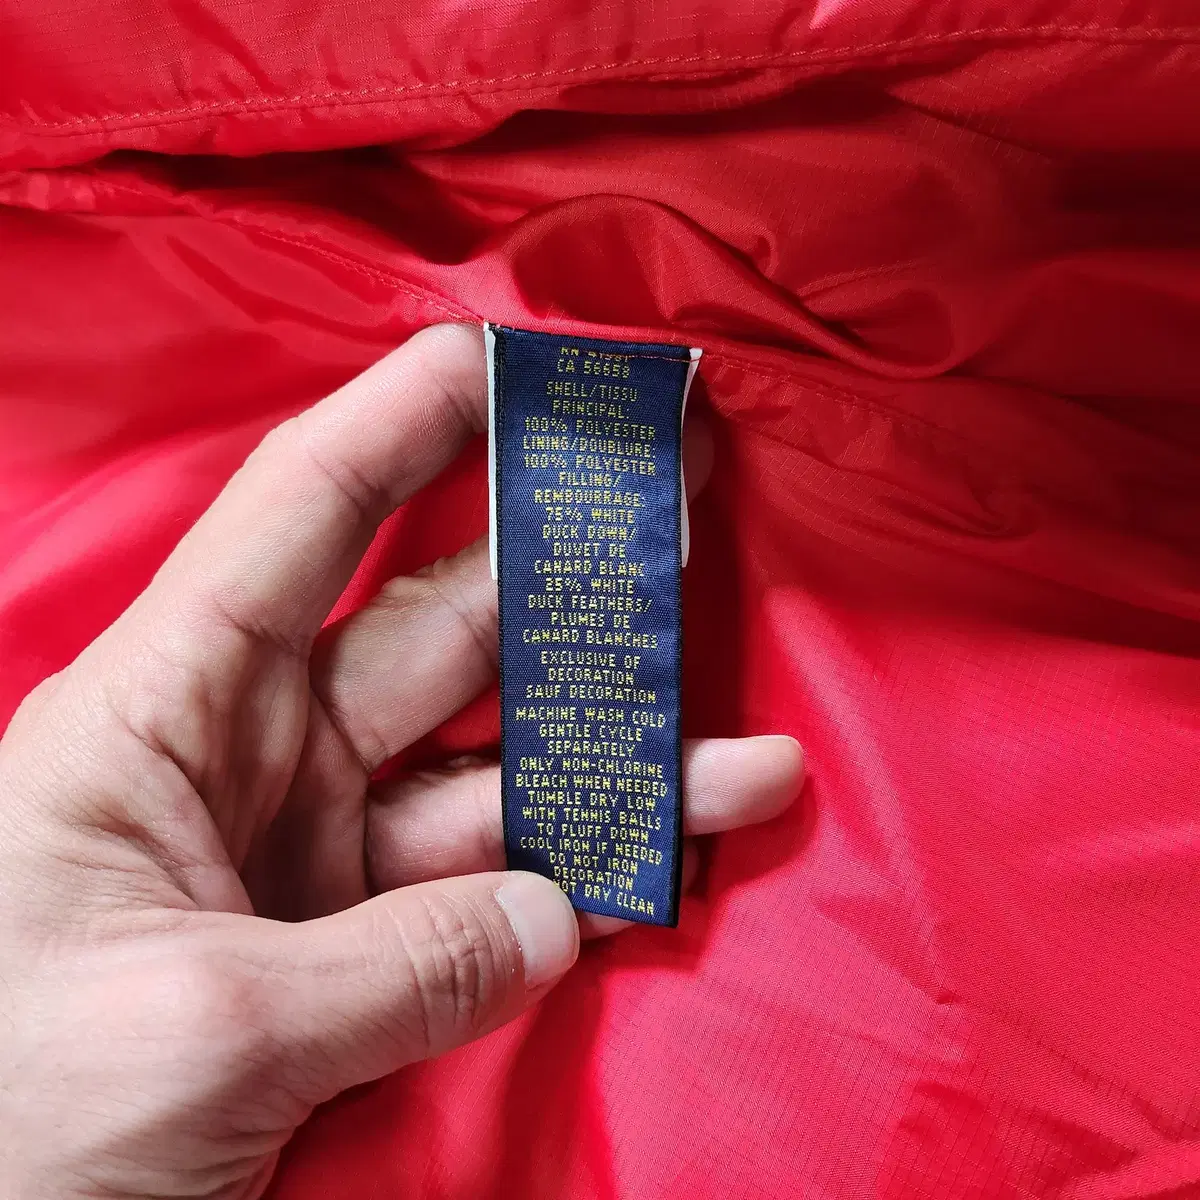 RN 41381
CA 56658
SHELL/TISSU
PRINCIPAL:
100% POLYESTER
LINING/DOUBLURE:
100% POLYESTER
FILLING/
REMBOURRAGE:
75% WHITE
DUCK DOWN/
DUVET DE
CANARD BLANC
25% WHITE
DUCK FEATHERS/
PLUMES DE
CANARD BLANCHES
EXCLUSIVE OF
DECORATION
SAUF DECORATION
MACHINE WASH COLD
GENTLE CYCLE
SEPARATELY
ONLY NON-CHLORINE
BLEACH WHEN NEEDED
TUMBLE DRY LOW
WITH TENNIS BALLS
TO FLUFF DOWN
COOL IRON IF NEEDED
DO NOT IRON
DECORATION
NOT DRY CLEAN